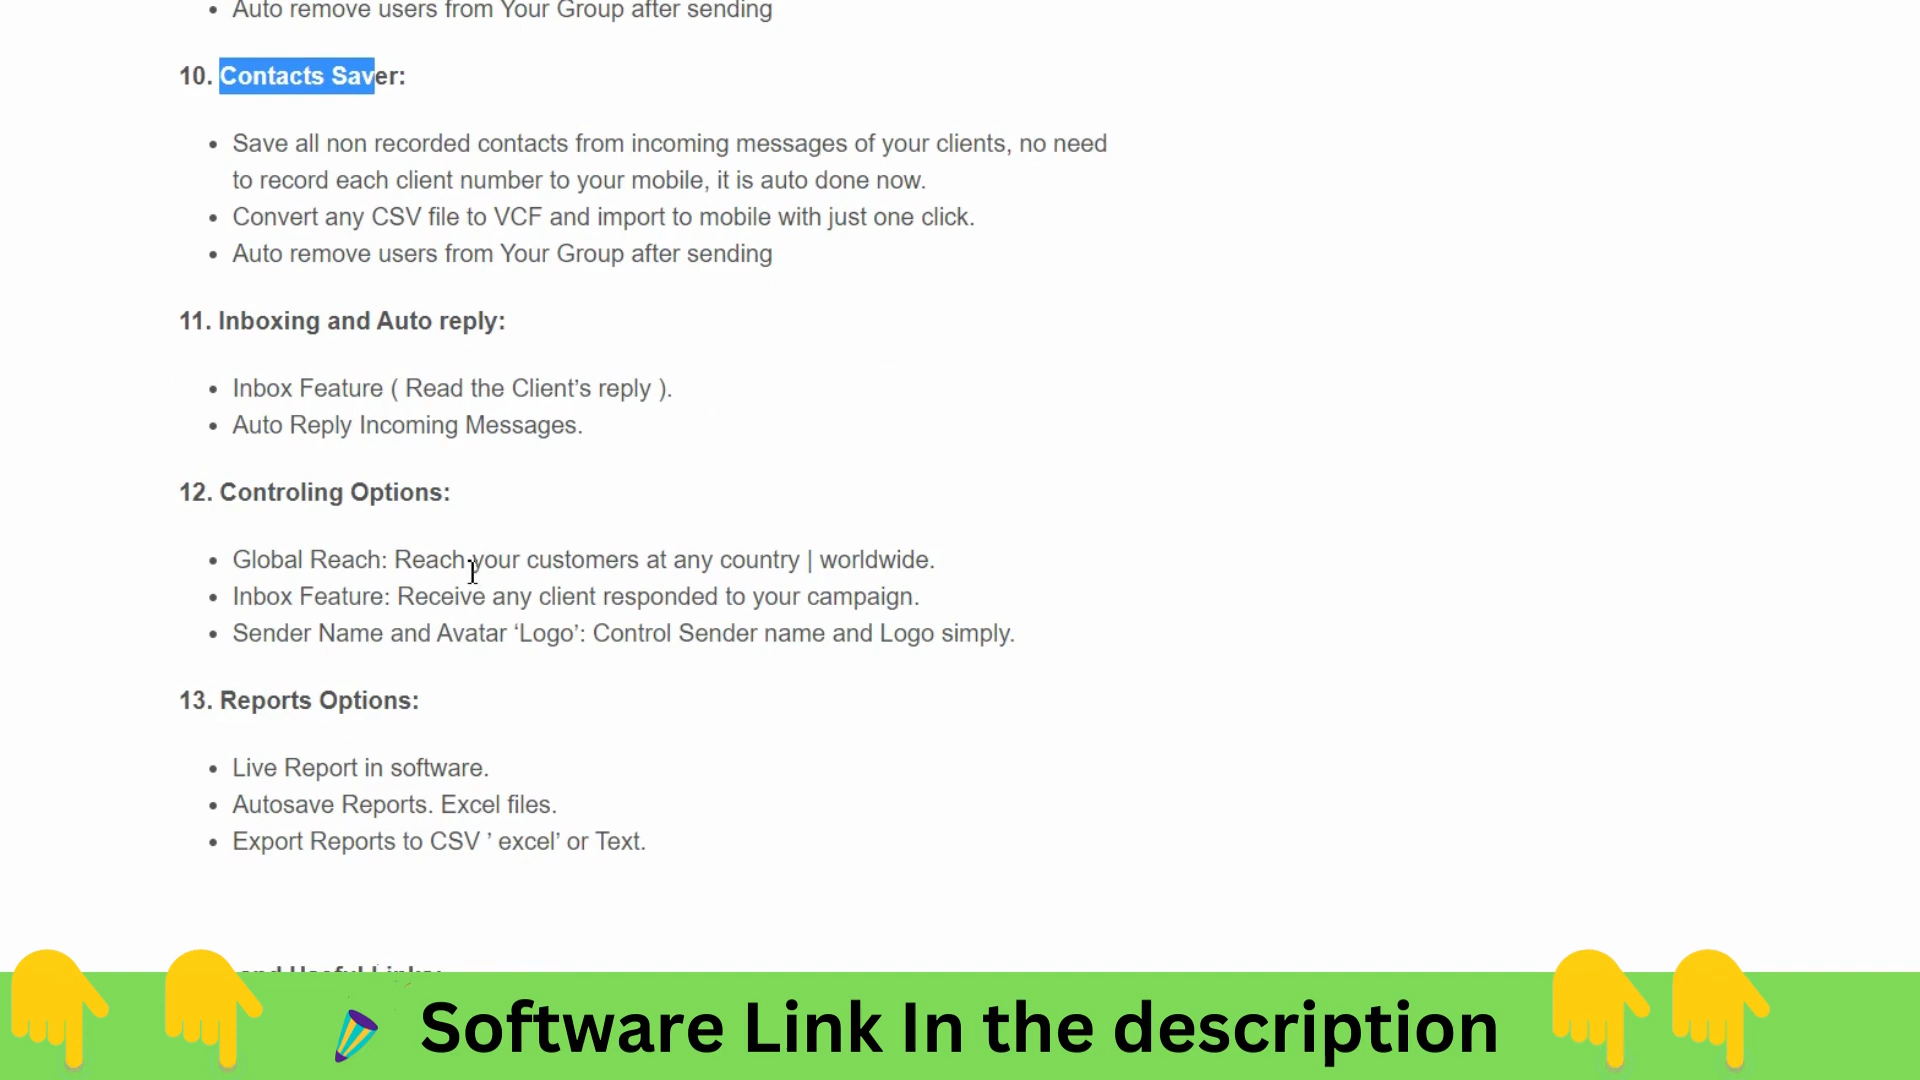 Auto remove users from Your Group after sending
10. Contacts Saver:
Save all non recorded contacts from incoming messages of your clients, no need
to record each client number to your mobile, it is auto done now.
Convert any CSV file to VCF and import to mobile with just one click.
Auto remove users from Your Group after sending
11. Inboxing and Auto reply:
Inbox Feature ( Read the Client’s reply ).
Auto Reply Incoming Messages.
12. Controling Options:
Global Reach: Reach your customers at any country | worldwide.
Inbox Feature: Receive any client responded to your campaign.
Sender Name and Avatar ‘Logo’: Control Sender name and Logo simply.
13. Reports Options:
Live Report in software.
Autosave Reports. Excel files.
Export Reports to CSV ’ excel’ or Text.
and Useful Links:
Software Link In the description